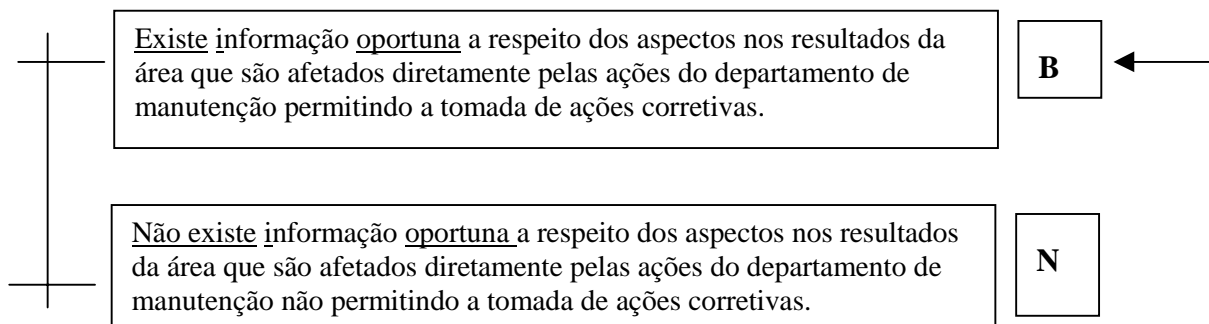 Existe informação oportuna a respeito dos aspectos nos resultados da
área que são afetados diretamente pelas ações do departamento de
manutenção permitindo a tomada de ações corretivas.
B
Não existe informação oportuna a respeito dos aspectos nos resultados
da área que são afetados diretamente pelas ações do departamento de
manutenção não permitindo a tomada de ações corretivas.
N